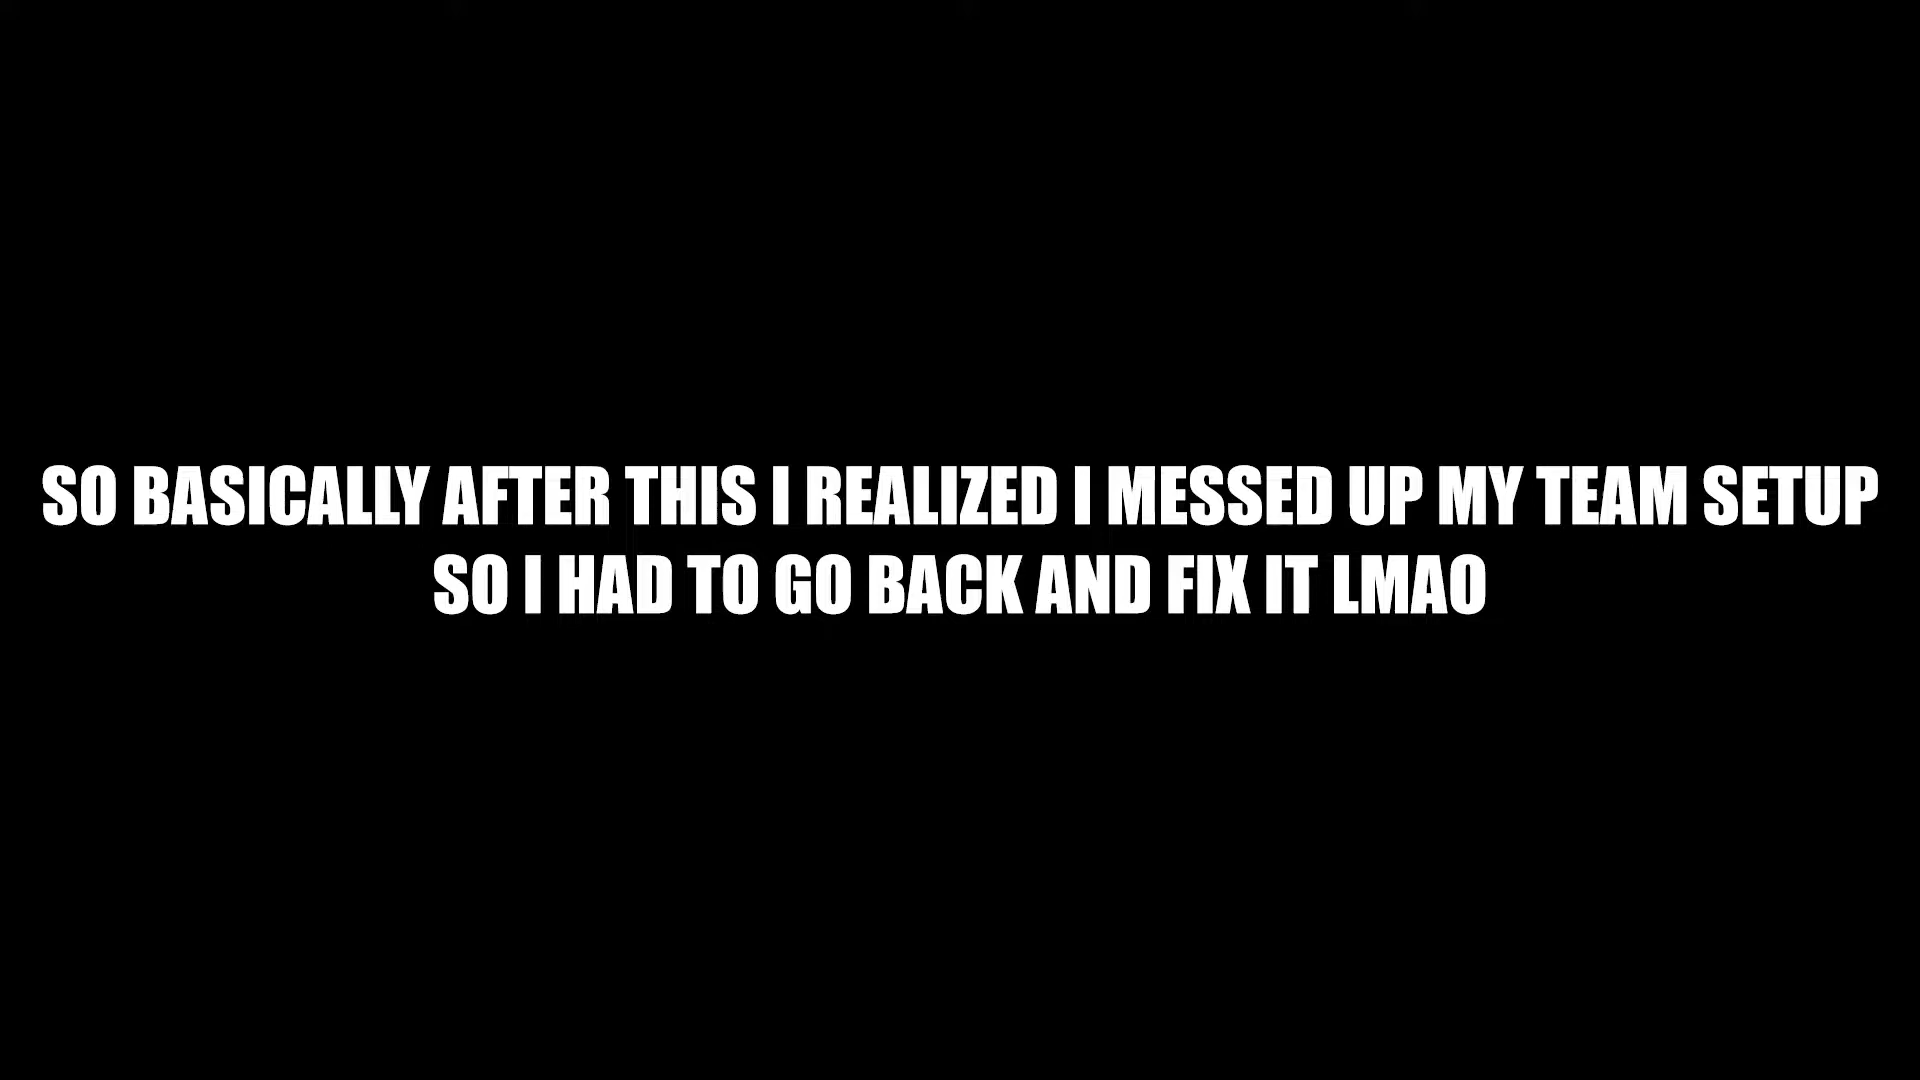 SO BASICALLY AFTER THIS I REALIZED I MESSED UP MY TEAM SETUP
SO I HAD TO GO BACK AND FIX IT LMAO